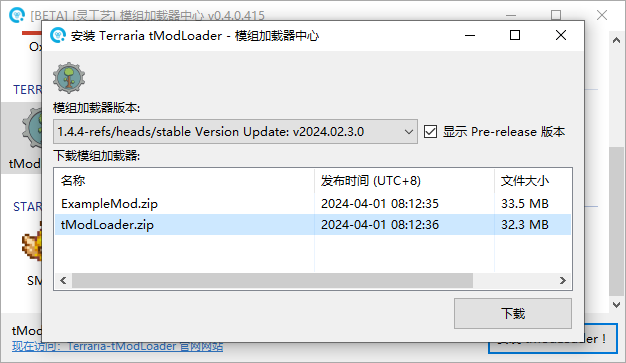 [BETA] [灵工艺] 模组加载器中心 v0.4.0.415
安装 Terraria tModLoader - 模组加载器中心
模组加载器版本:
1.4.4-refs/heads/stable Version Update: v2024.02.3.0
显示 Pre-release 版本
下载模组加载器:
名称 发布时间 (UTC+8) 文件大小
ExampleMod.zip 2024-04-01 08:12:35 33.5 MB
tModLoader.zip 2024-04-01 08:12:36 32.3 MB
下载
Ox
TERR
tMod
STAR
SM
tMod
现在访问: Terraria-tModLoader 官网网站
安装 tModLoader !